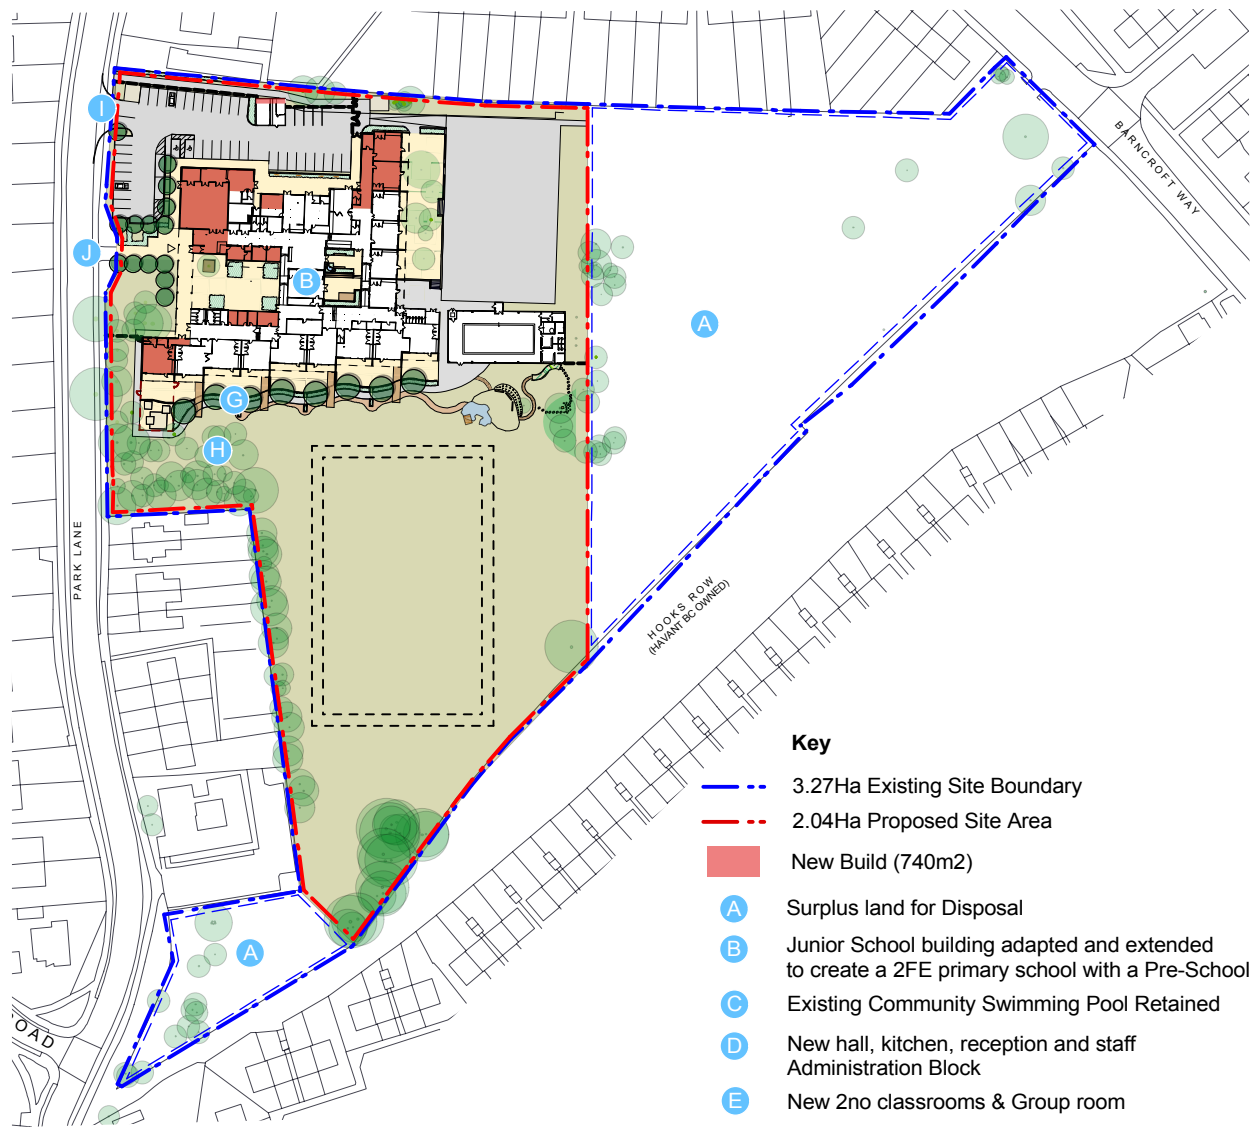 I
J
B
A
G
H
BARNCROFT WAY
PARK LANE
HOOKS ROW
(HAVANT BC OWNED)
A
OAD
Key
3.27Ha Existing Site Boundary
2.04Ha Proposed Site Area
New Build (740m2)
A Surplus land for Disposal
B Junior School building adapted and extended
to create a 2FE primary school with a Pre-School
C Existing Community Swimming Pool Retained
D New hall, kitchen, reception and staff
Administration Block
E New 2no classrooms & Group room